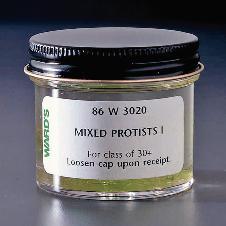 WARD'S
86 W 3020
MIXED PROTISTS I
For class of 30+
Loosen cap upon receipt.